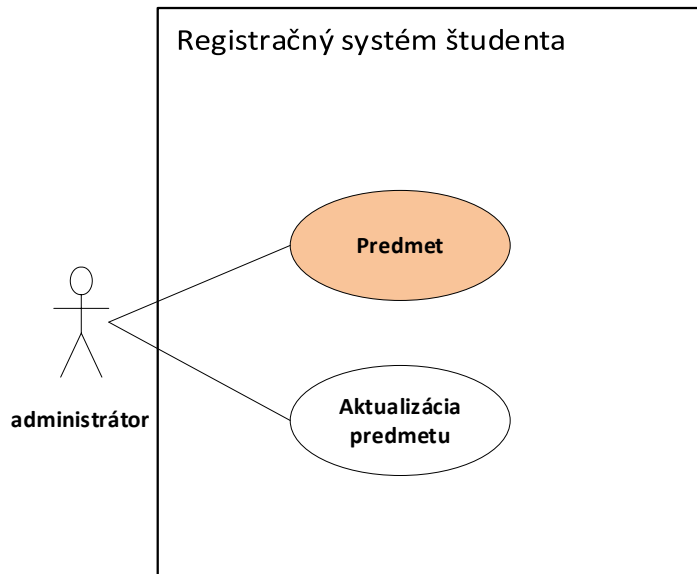 Registračný systém študenta
Predmet
administrátor
Aktualizácia
predmetu